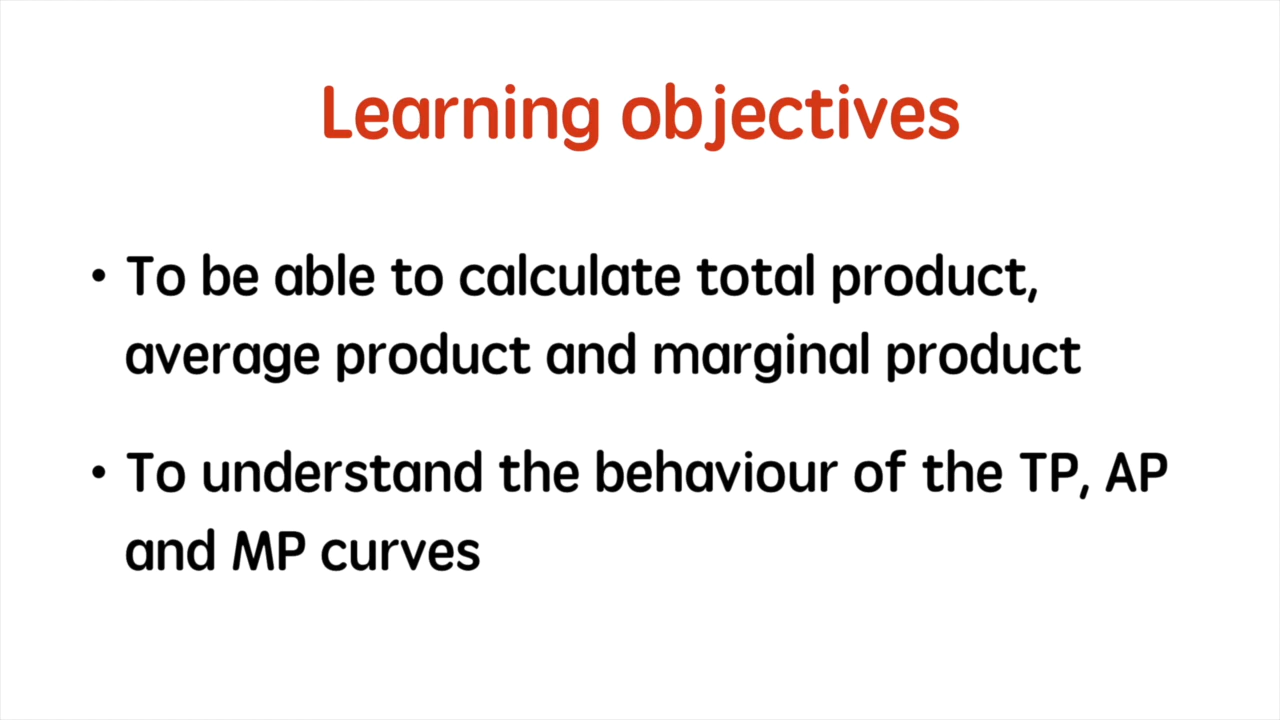 Learning objectives
• To be able to calculate total product,
average product and marginal product
• To understand the behaviour of the TP, AP
and MP curves